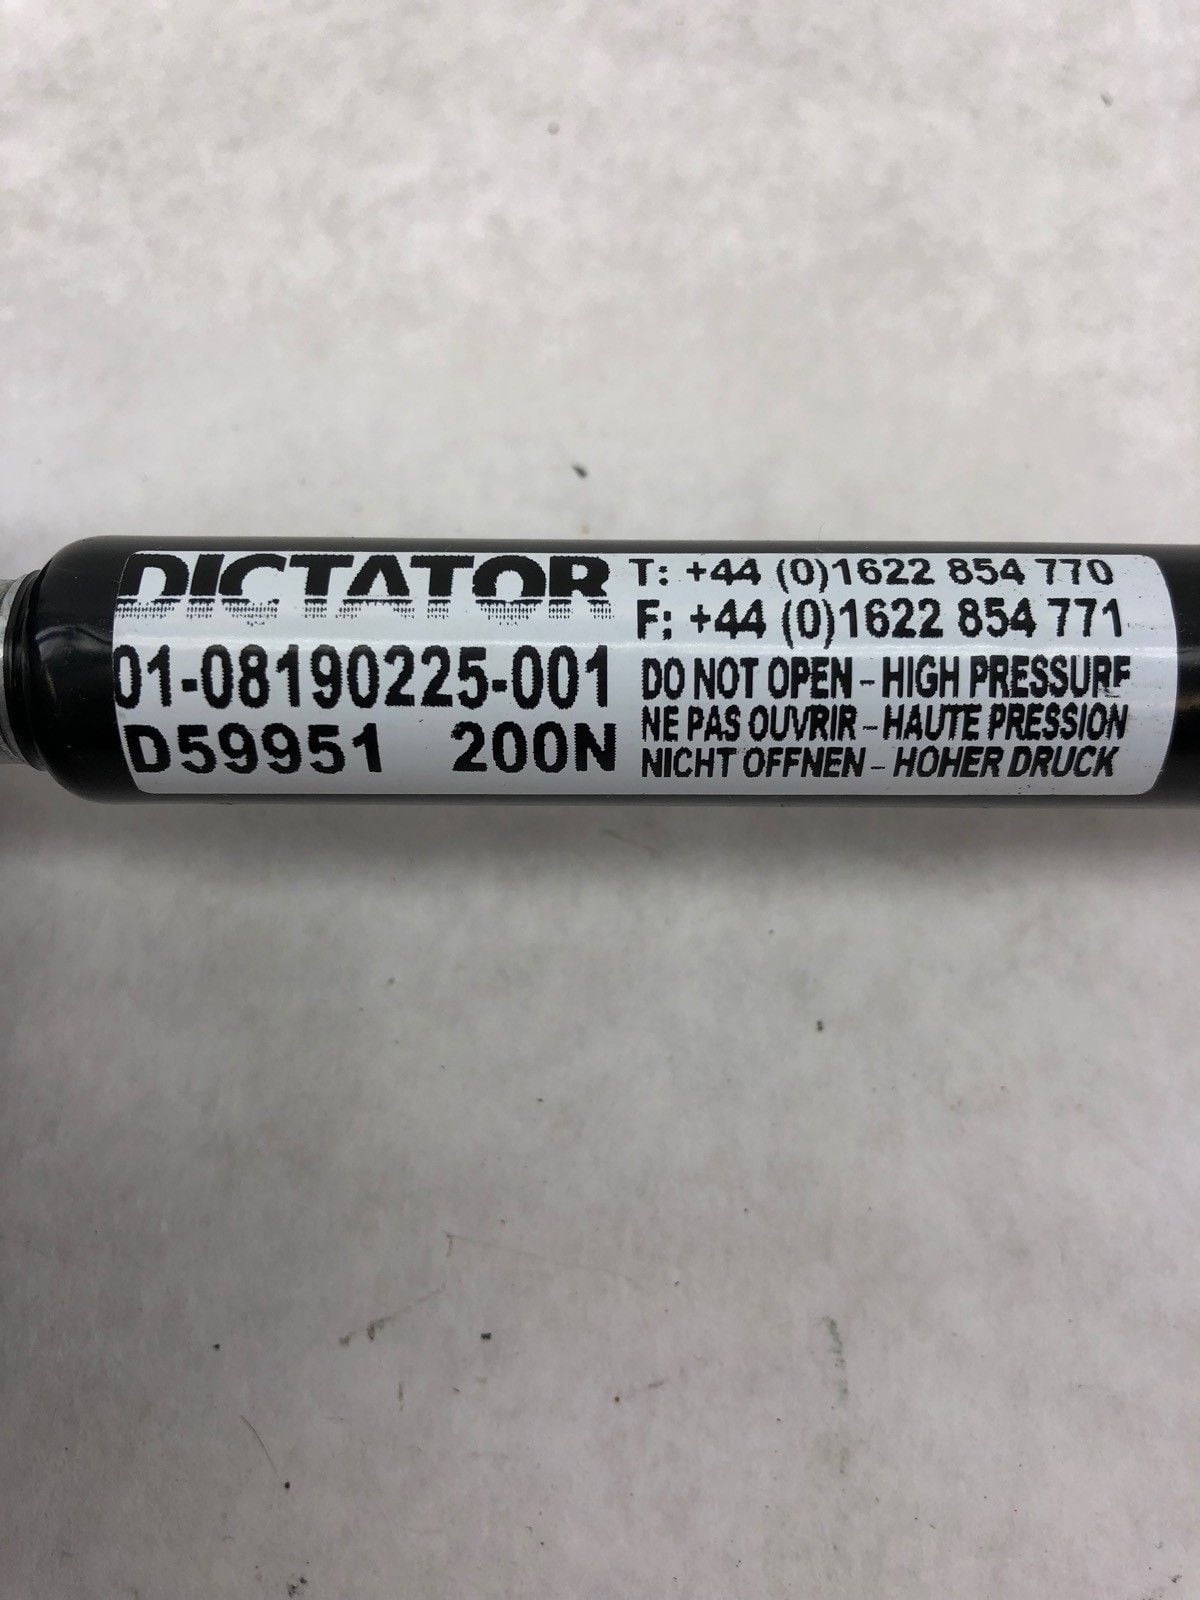 DICTATOR
01-08190225-001
D59951 200N
T: +44 (0)1622 854 770
F: +44 (0)1622 854 771
DO NOT OPEN - HIGH PRESSURE
NE PAS OUVRIR - HAUTE PRESSION
NICHT OFFNEN - HOHER DRUCK